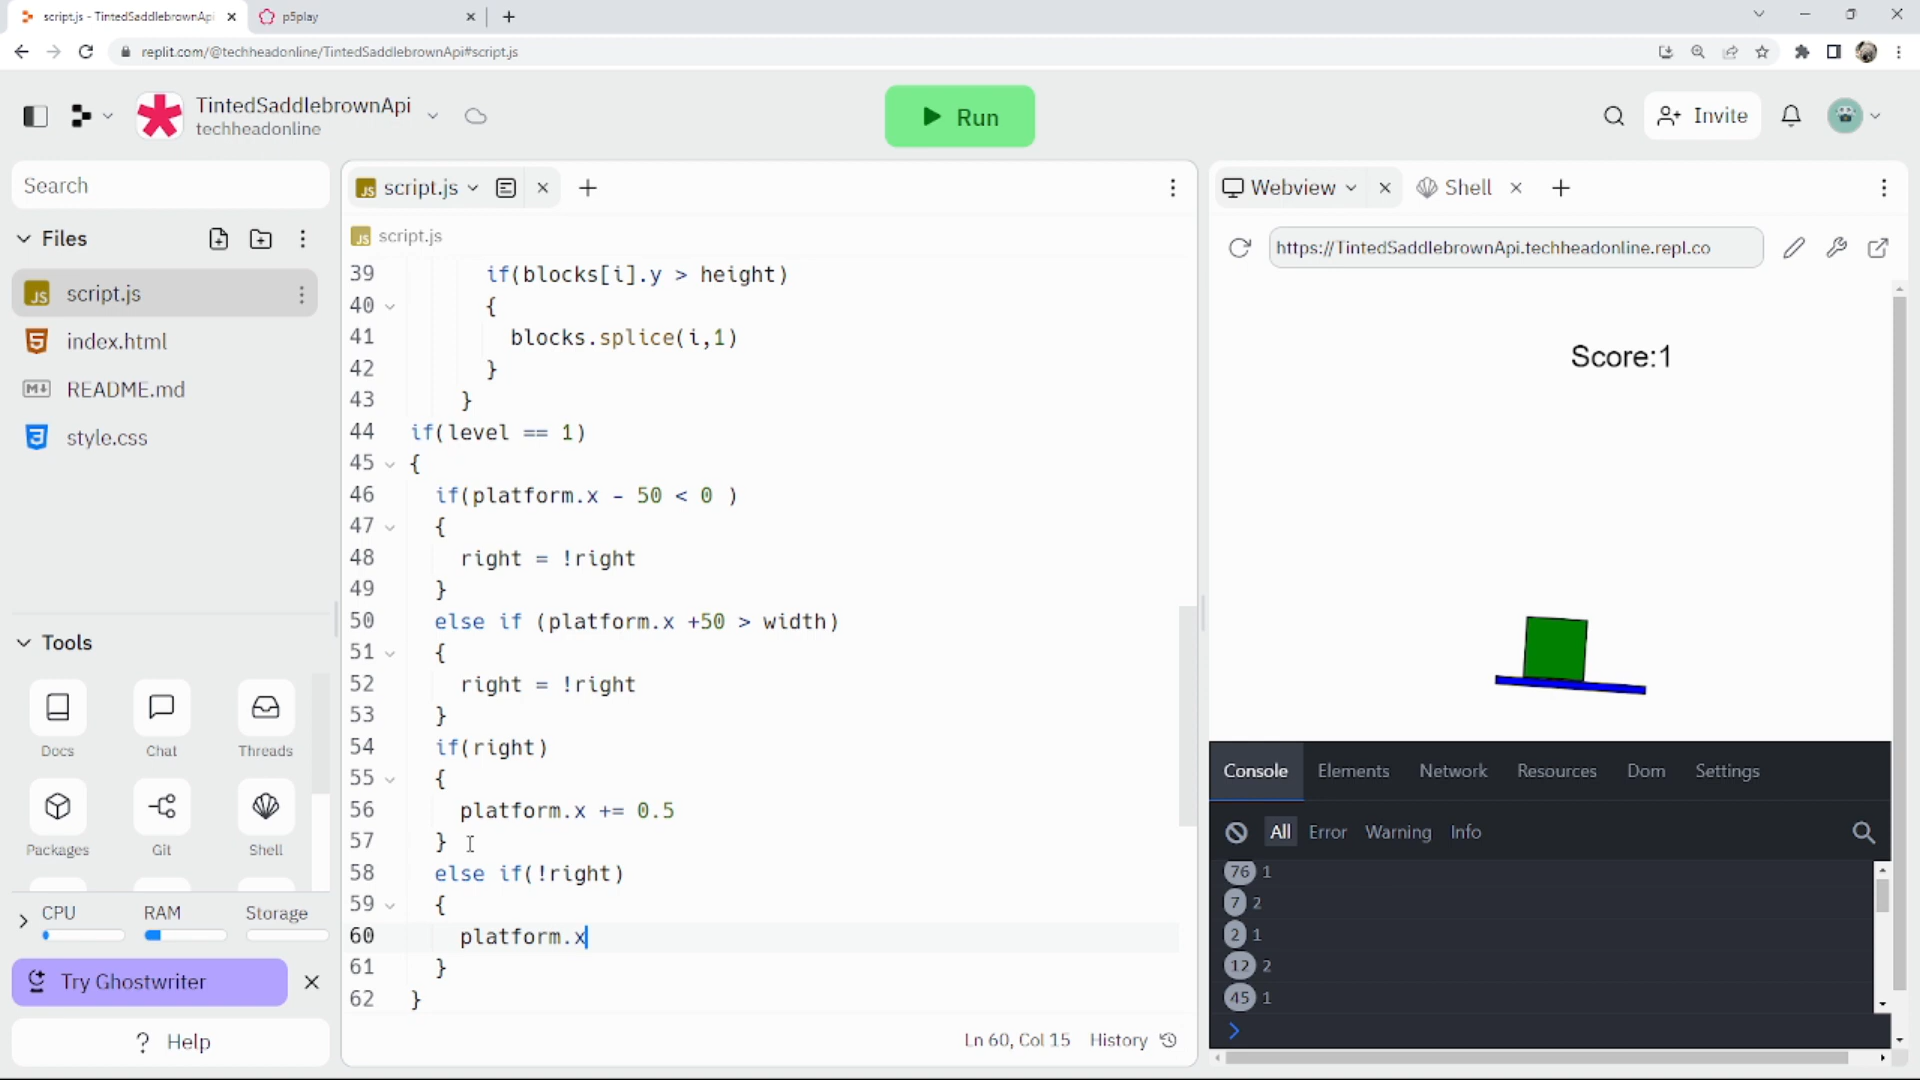 script.js - TintedSaddlebrownApi
p5play
replit.com/@techheadonline/TintedSaddlebrownApi#script.js
TintedSaddlebrownApi
techheadonline
Run
Invite
Search
Files
script.js
index.html
README.md
style.css
Tools
Docs
Chat
Threads
Packages
Git
Shell
CPU
RAM
Storage
Try Ghostwriter
? Help
script.js
script.js
39 if(blocks[i].y > height)
40 {
41 blocks.splice(i,1)
42 }
43 }
44 if(level == 1)
45 {
46 if(platform.x - 50 < 0 )
47 {
48 right = !right
49 }
50 else if (platform.x +50 > width)
51 {
52 right = !right
53 }
54 if(right)
55 {
56 platform.x += 0.5
57 }
58 else if(!right)
59 {
60 platform.x
61 }
62 }
Ln 60, Col 15 History
Webview
Shell
https://TintedSaddlebrownApi.techheadonline.repl.co
Score:1
Console Elements Network Resources Dom Settings
All Error Warning Info
76 1
7 2
2 1
12 2
45 1
>